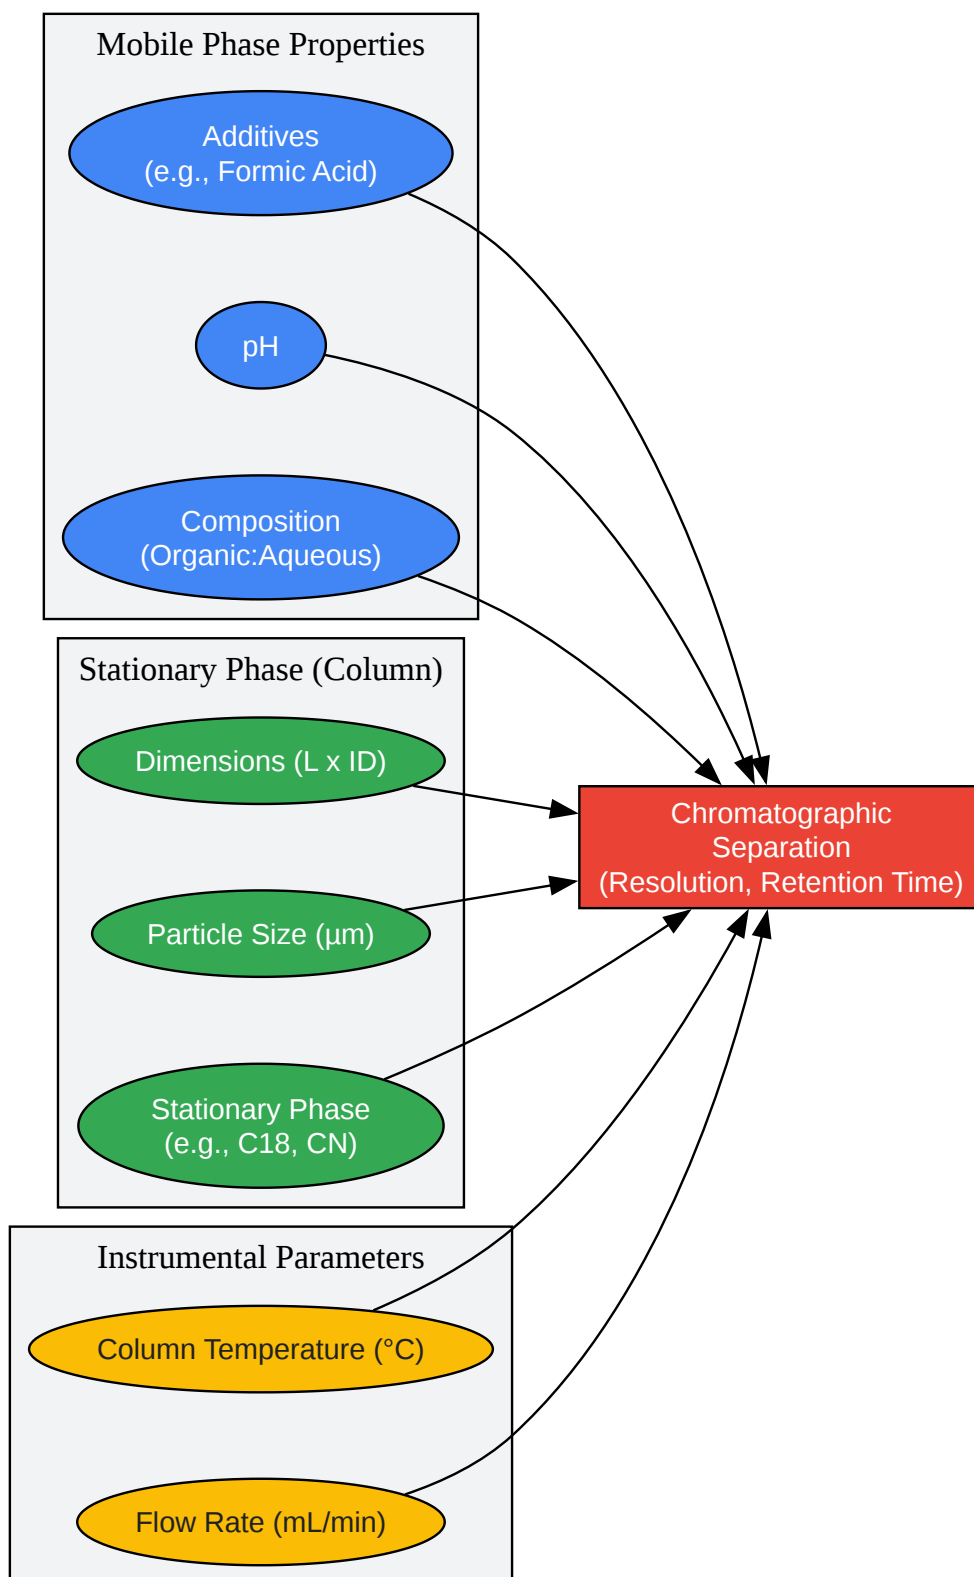 Mobile Phase Properties
Additives
(e.g., Formic Acid)
pH
Composition
(Organic:Aqueous)
Stationary Phase (Column)
Dimensions (L x ID)
Particle Size (µm)
Stationary Phase
(e.g., C18, CN)
Instrumental Parameters
Column Temperature (°C)
Flow Rate (mL/min)
Chromatographic
Separation
(Resolution, Retention Time)